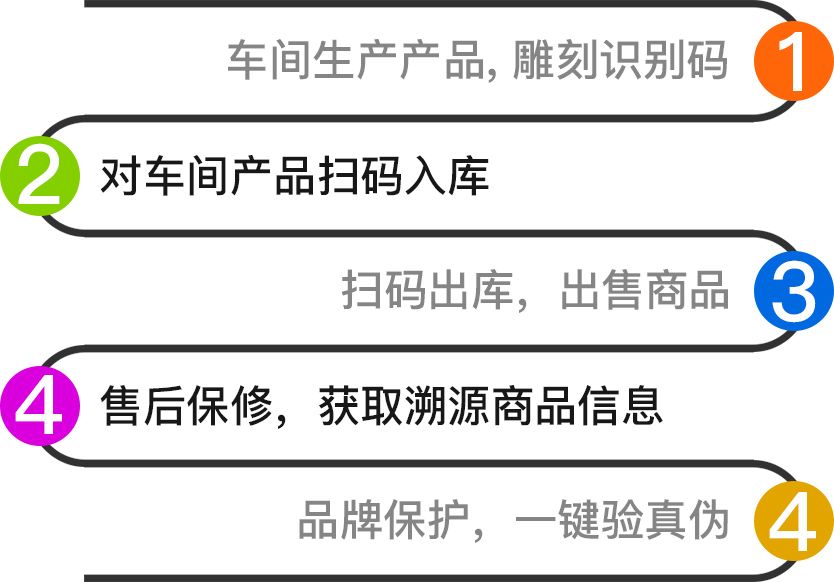 车间生产产品, 雕刻识别码 1
2 对车间产品扫码入库
扫码出库，出售商品 3
4 售后保修，获取溯源商品信息
品牌保护，一键验真伪 4